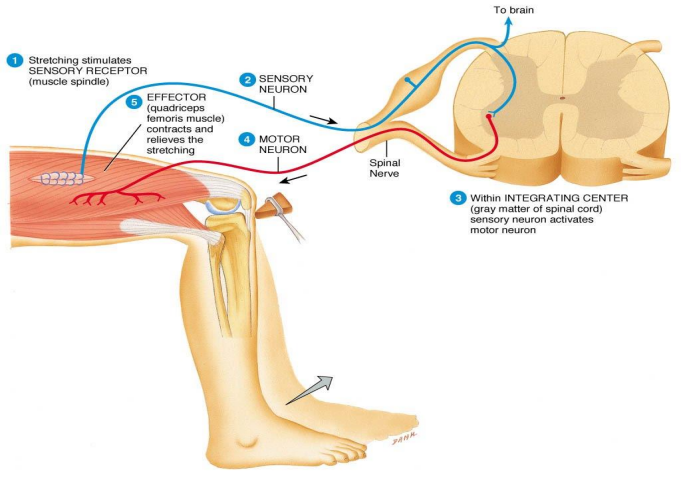 To brain
1 Stretching stimulates
SENSORY RECEPTOR
(muscle spindle)
2 SENSORY
NEURON
5 EFFECTOR
(quadriceps
femoris muscle)
contracts and
relieves the
stretching
4 MOTOR
NEURON
Spinal
Nerve
3 Within INTEGRATING CENTER
(gray matter of spinal cord)
sensory neuron activates
motor neuron